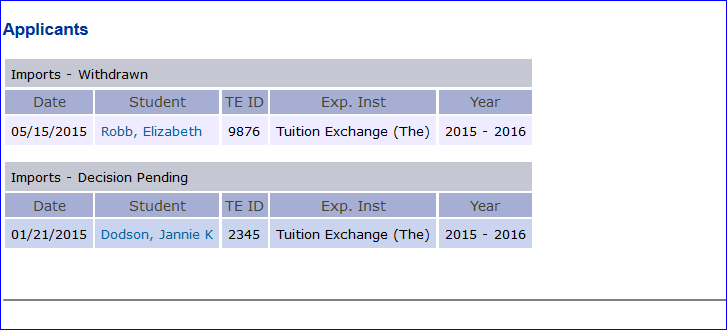 Applicants
Imports - Withdrawn
Date Student TE ID Exp. Inst Year
05/15/2015 Robb, Elizabeth 9876 Tuition Exchange (The) 2015 - 2016
Imports - Decision Pending
Date Student TE ID Exp. Inst Year
01/21/2015 Dodson, Jannie K 2345 Tuition Exchange (The) 2015 - 2016